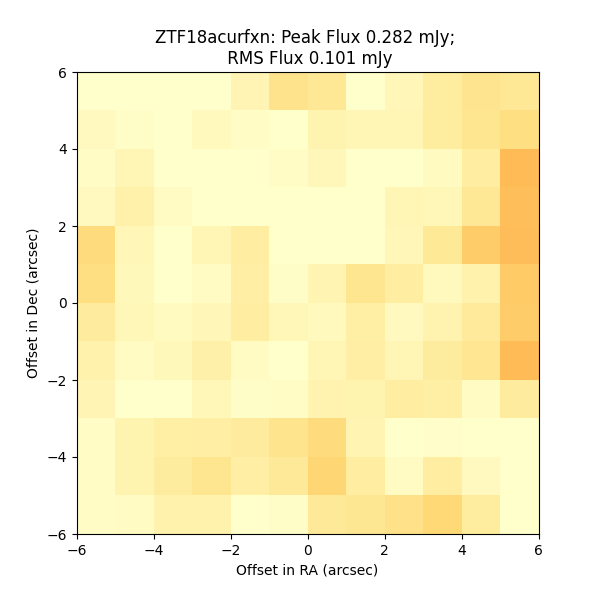 ZTF18acurfxn: Peak Flux 0.282 mJy;
RMS Flux 0.101 mJy
6
4
2
0
−2
−4
−6
Offset in Dec (arcsec)
−6 −4 −2 0 2 4 6
Offset in RA (arcsec)